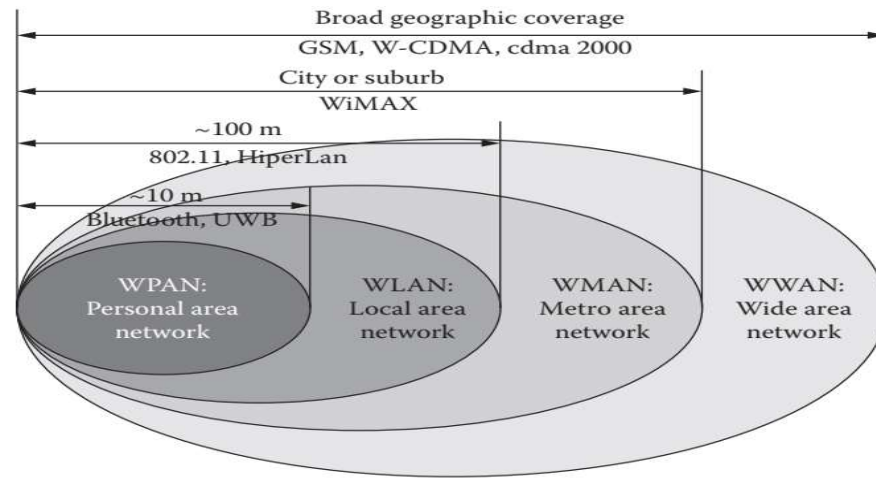 Broad geographic coverage
GSM, W-CDMA, cdma 2000
City or suburb
WiMAX
~100 m
802.11, HiperLan
~10 m
Bluetooth, UWB
WPAN:
Personal area
network
WLAN:
Local area
network
WMAN:
Metro area
network
WWAN:
Wide area
network